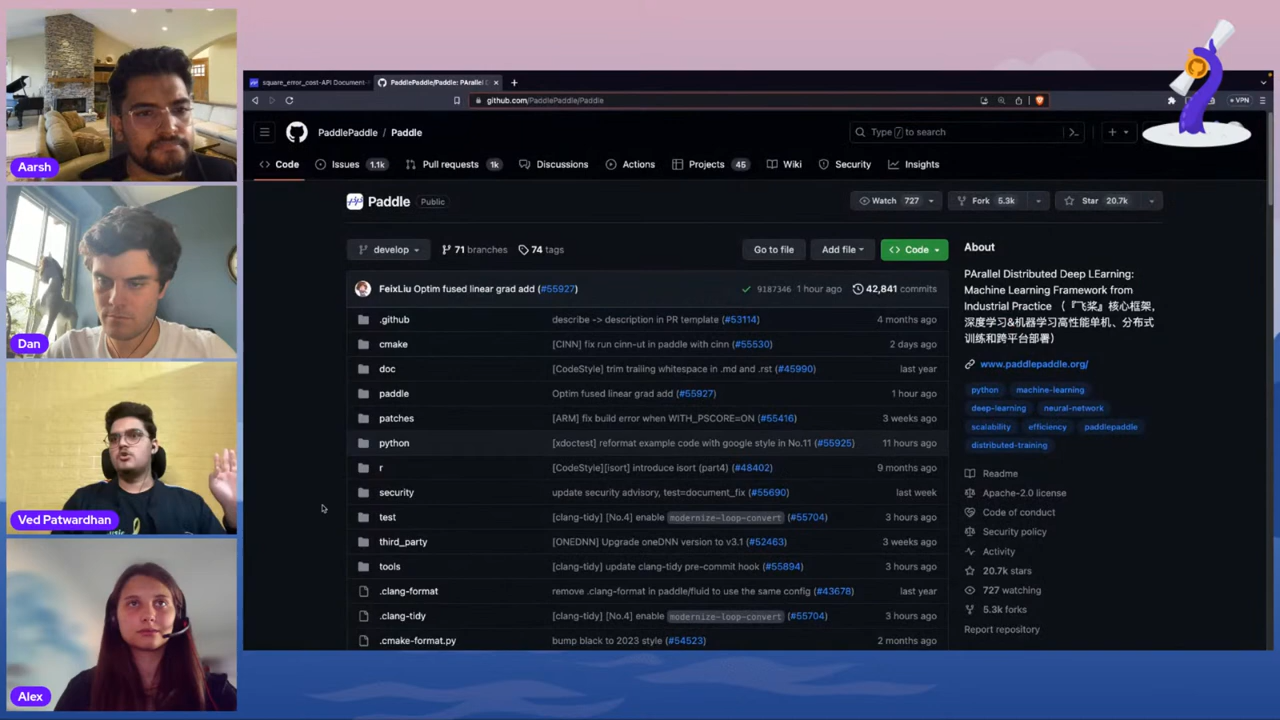 Aarsh
Dan
Ved Patwardhan
Alex
square_error_cost-API Document
PaddlePaddle/Paddle: PArallel D
github.com/PaddlePaddle/Paddle
VPN
PaddlePaddle / Paddle
Type / to search
Code
Issues 1.1k
Pull requests 1k
Discussions
Actions
Projects 45
Wiki
Security
Insights
Paddle Public
Watch 727
Fork 5.3k
Star 20.7k
develop
71 branches
74 tags
Go to file
Add file
<> Code
FeixLiu Optim fused linear grad add (#55927)
9187346 1 hour ago
42,841 commits
.github describe -> description in PR template (#53114) 4 months ago
cmake [CINN] fix run cinn-ut in paddle with cinn (#55530) 2 days ago
doc [CodeStyle] trim trailing whitespace in .md and .rst (#45990) last year
paddle Optim fused linear grad add (#55927) 1 hour ago
patches [ARM] fix build error when WITH_PSCORE=ON (#55416) 3 weeks ago
python [xdoctest] reformat example code with google style in No.11 (#55925) 11 hours ago
r [CodeStyle][isort] introduce isort (part4) (#48402) 9 months ago
security update security advisory, test=document_fix (#55690) last week
test [clang-tidy] [No.4] enable modernize-loop-convert (#55704) 3 hours ago
third_party [ONEDNN] Upgrade oneDNN version to v3.1 (#52463) 3 weeks ago
tools [clang-tidy] update clang-tidy pre-commit hook (#55894) 3 hours ago
.clang-format remove .clang-format in paddle/fluid to use the same config (#43678) last year
.clang-tidy [clang-tidy] [No.4] enable modernize-loop-convert (#55704) 3 hours ago
.cmake-format.py bump black to 2023 style (#54523) 2 months ago
About
PArallel Distributed Deep LEarning:
Machine Learning Framework from
Industrial Practice （『飞桨』核心框架,
深度学习&机器学习高性能单机、分布式
训练和跨平台部署）
www.paddlepaddle.org/
python machine-learning
deep-learning neural-network
scalability efficiency paddlepaddle
distributed-training
Readme
Apache-2.0 license
Code of conduct
Security policy
Activity
20.7k stars
727 watching
5.3k forks
Report repository